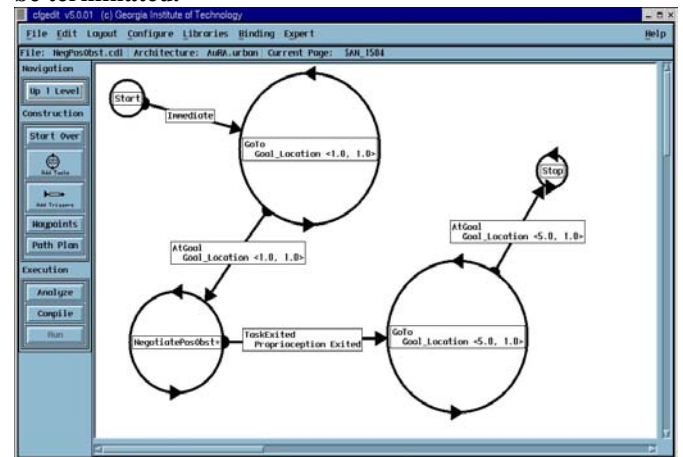 be terminated.
cfgedit v5.0.01 (c) Georgia Institute of Technology
File Edit Layout Configure Libraries Binding Expert Help
File: NegPosObst.cdl Architecture: AuRA.urban Current Page: $AN_1584
Navigation
Up 1 Level
Construction
Start Over
Add Tasks
Add Triggers
Waypoints
Path Plan
Execution
Analyze
Compile
Run
Start
Immediate
GoTo
Goal_Location <1.0, 1.0>
Stop
AtGoal
Goal_Location <5.0, 1.0>
AtGoal
Goal_Location <1.0, 1.0>
NegotiatePosObst+
TaskExited
Proprioception Exited
GoTo
Goal_Location <5.0, 1.0>